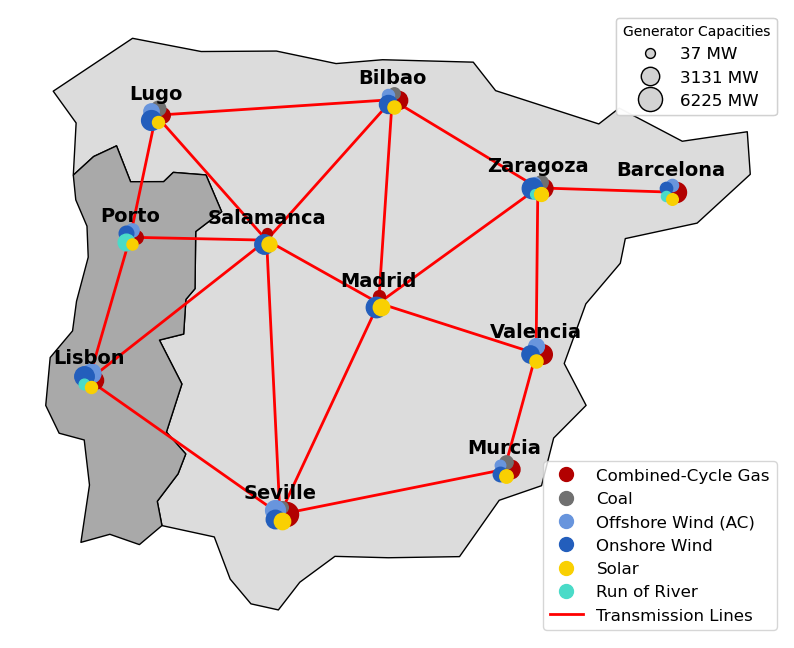 Generator Capacities
37 MW
3131 MW
6225 MW
Bilbao
Lugo
Zaragoza
Barcelona
Porto
Salamanca
Madrid
Valencia
Lisbon
Murcia
Seville
Combined-Cycle Gas
Coal
Offshore Wind (AC)
Onshore Wind
Solar
Run of River
Transmission Lines